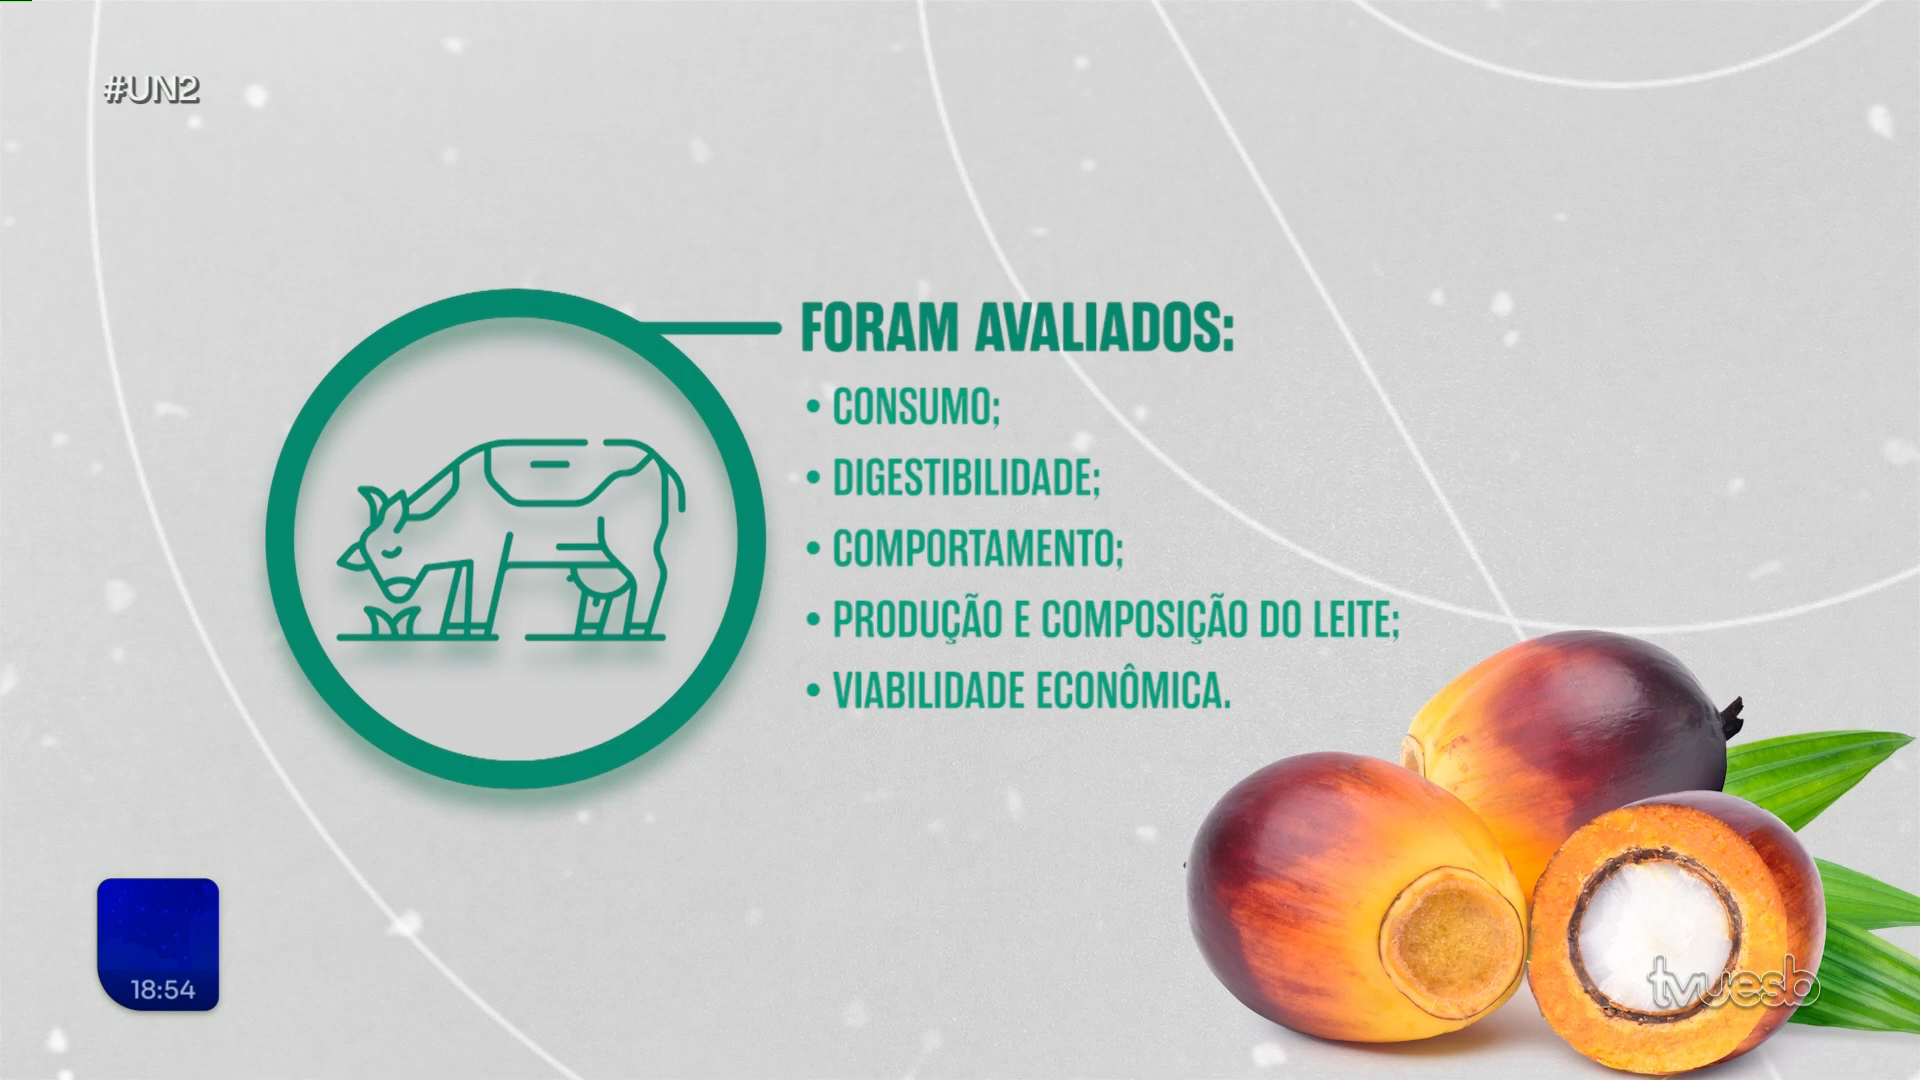 #UN2
FORAM AVALIADOS:
• CONSUMO;
• DIGESTIBILIDADE;
• COMPORTAMENTO;
• PRODUÇÃO E COMPOSIÇÃO DO LEITE;
• VIABILIDADE ECONÔMICA.
18:54
tvuesb